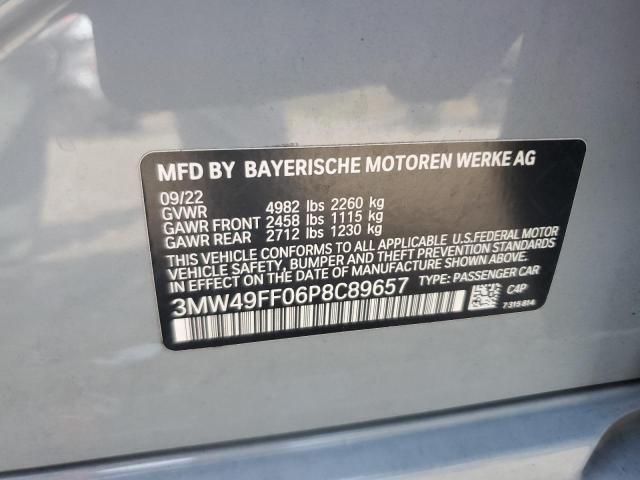 MFD BY BAYERISCHE MOTOREN WERKE AG
09/22
GVWR 4982 lbs 2260 kg
GAWR FRONT 2458 lbs 1115 kg
GAWR REAR 2712 lbs 1230 kg
THIS VEHICLE CONFORMS TO ALL APPLICABLE U.S.FEDERAL MOTOR
VEHICLE SAFETY, BUMPER AND THEFT PREVENTION STANDARDS
IN EFFECT ON THE DATE OF MANUFACTURE SHOWN ABOVE.
3MW49FF06P8C89657 TYPE: PASSENGER CAR
C4P
7315814